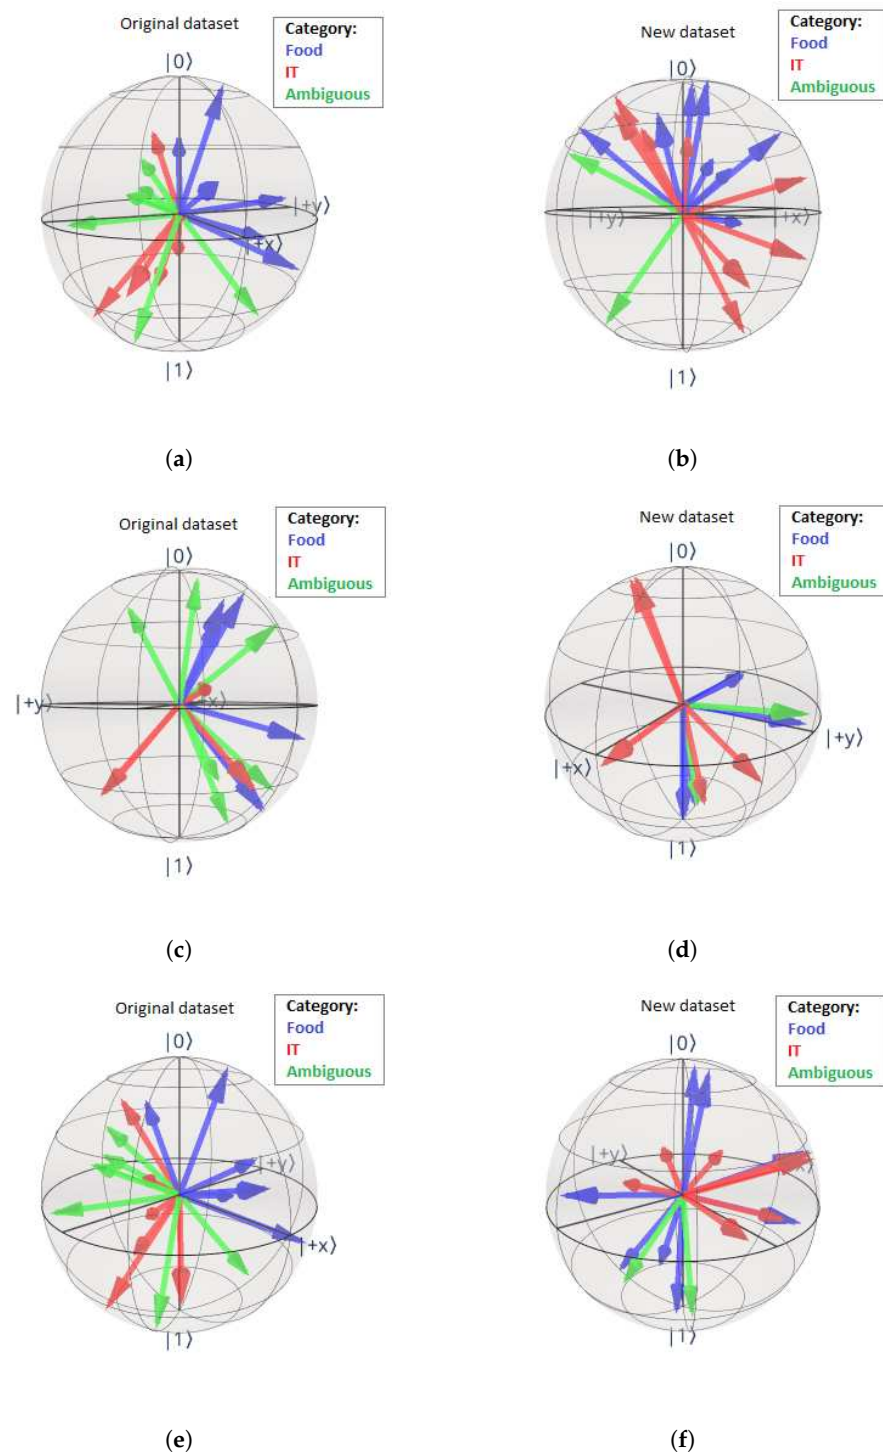 Original dataset
Category:
Food
IT
Ambiguous
|0⟩
|+y⟩
|+x⟩
|1⟩
(a)
New dataset
Category:
Food
IT
Ambiguous
|0⟩
|+y⟩
|+x⟩
|1⟩
(b)
Original dataset
Category:
Food
IT
Ambiguous
|0⟩
|+y⟩
|+x⟩
|1⟩
(c)
New dataset
Category:
Food
IT
Ambiguous
|0⟩
|+y⟩
|+x⟩
|1⟩
(d)
Original dataset
Category:
Food
IT
Ambiguous
|0⟩
|+y⟩
|+x⟩
|1⟩
(e)
New dataset
Category:
Food
IT
Ambiguous
|0⟩
|+y⟩
x⟩
|1⟩
(f)